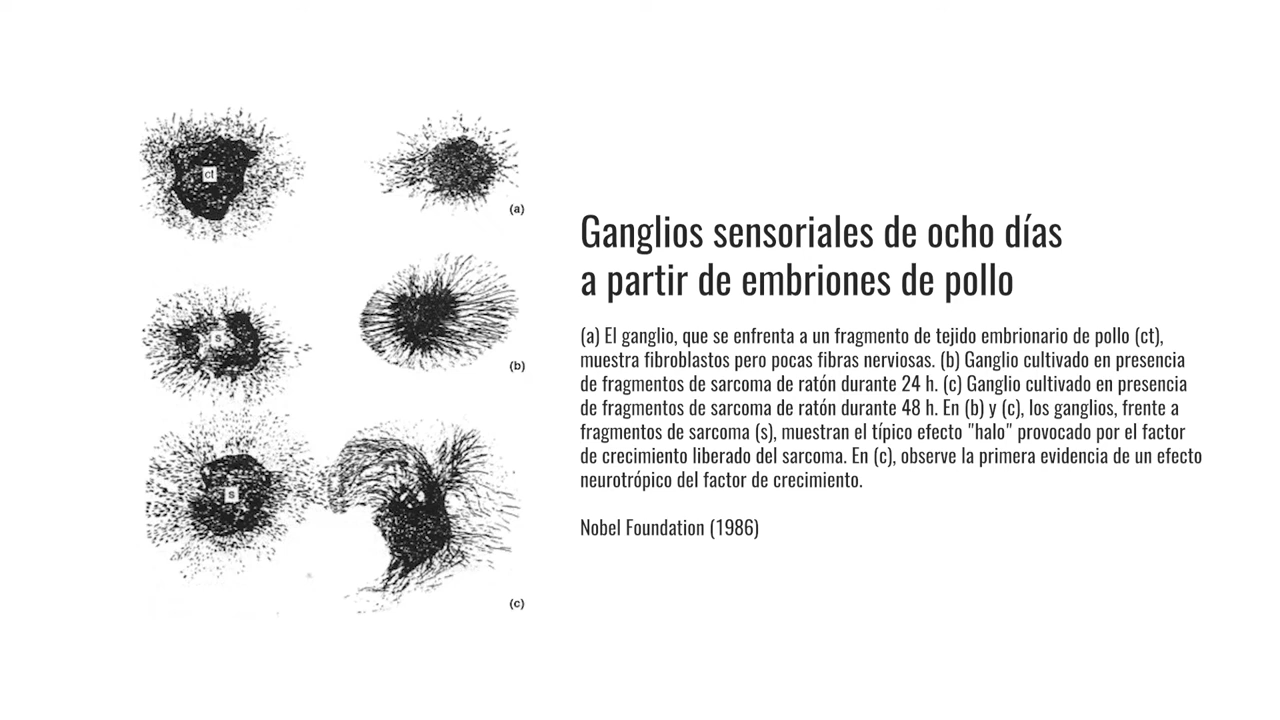 ct
(a)
s
(b)
s
(c)
Ganglios sensoriales de ocho días
a partir de embriones de pollo
(a) El ganglio, que se enfrenta a un fragmento de tejido embrionario de pollo (ct),
muestra fibroblastos pero pocas fibras nerviosas. (b) Ganglio cultivado en presencia
de fragmentos de sarcoma de ratón durante 24 h. (c) Ganglio cultivado en presencia
de fragmentos de sarcoma de ratón durante 48 h. En (b) y (c), los ganglios, frente a
fragmentos de sarcoma (s), muestran el típico efecto "halo" provocado por el factor
de crecimiento liberado del sarcoma. En (c), observe la primera evidencia de un efecto
neurotrópico del factor de crecimiento.
Nobel Foundation (1986)